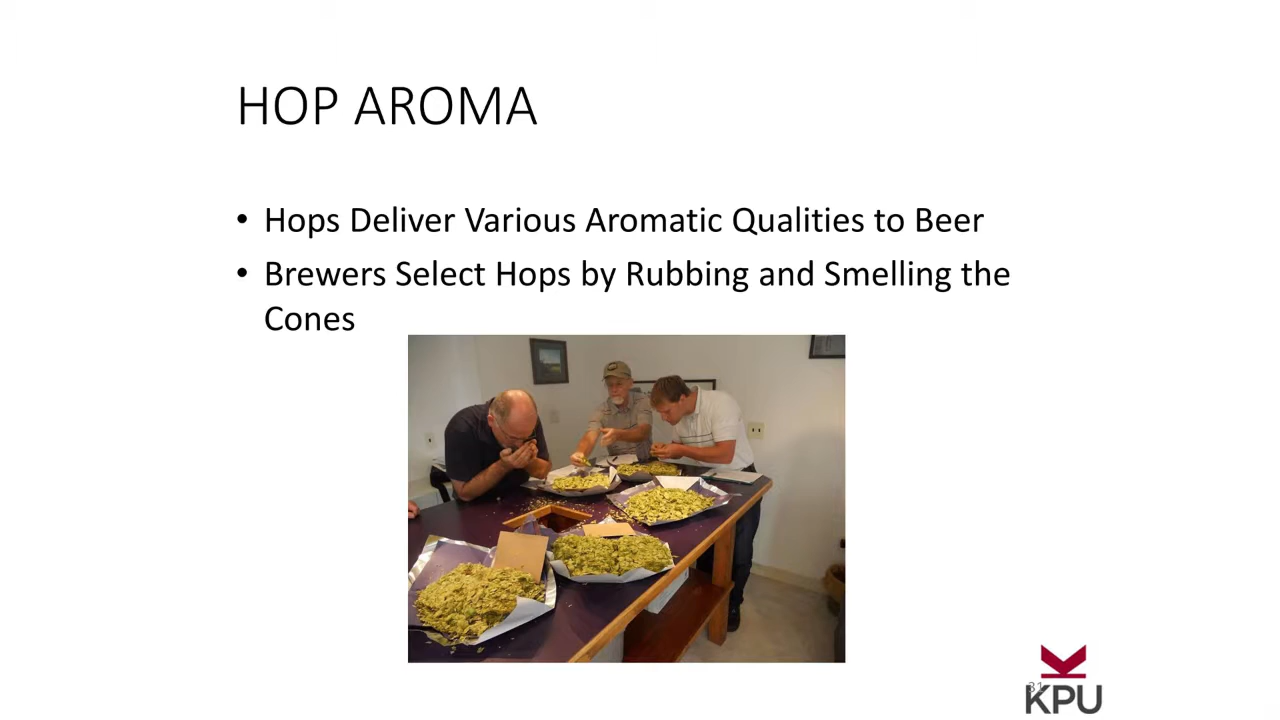 HOP AROMA
• Hops Deliver Various Aromatic Qualities to Beer
• Brewers Select Hops by Rubbing and Smelling the
Cones
31
KPU